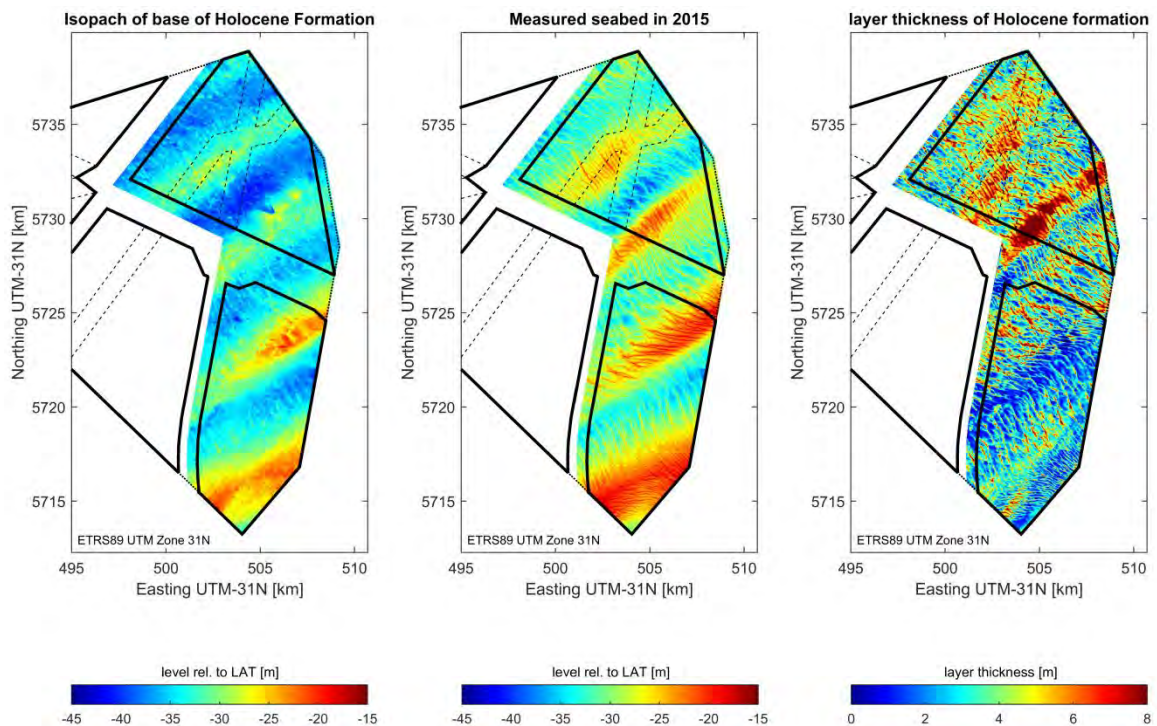 Isopach of base of Holocene Formation
Measured seabed in 2015
layer thickness of Holocene formation
Northing UTM-31N [km]
5735
5730
5725
5720
5715
ETRS89 UTM Zone 31N
495 500 505 510
Easting UTM-31N [km]
Northing UTM-31N [km]
5735
5730
5725
5720
5715
ETRS89 UTM Zone 31N
495 500 505 510
Easting UTM-31N [km]
Northing UTM-31N [km]
5735
5730
5725
5720
5715
ETRS89 UTM Zone 31N
495 500 505 510
Easting UTM-31N [km]
level rel. to LAT [m]
-45 -40 -35 -30 -25 -20 -15
level rel. to LAT [m]
-45 -40 -35 -30 -25 -20 -15
layer thickness [m]
0 2 4 6 8